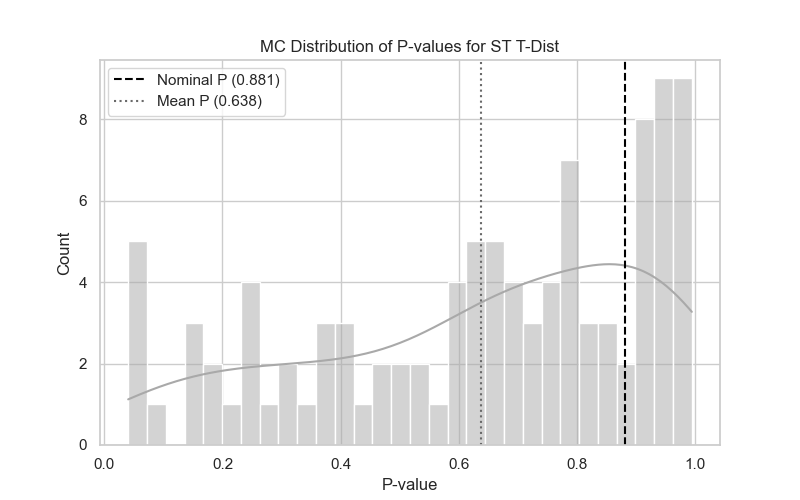 MC Distribution of P-values for ST T-Dist
Nominal P (0.881)
Mean P (0.638)
8
6
4
2
0
Count
0.0 0.2 0.4 0.6 0.8 1.0
P-value